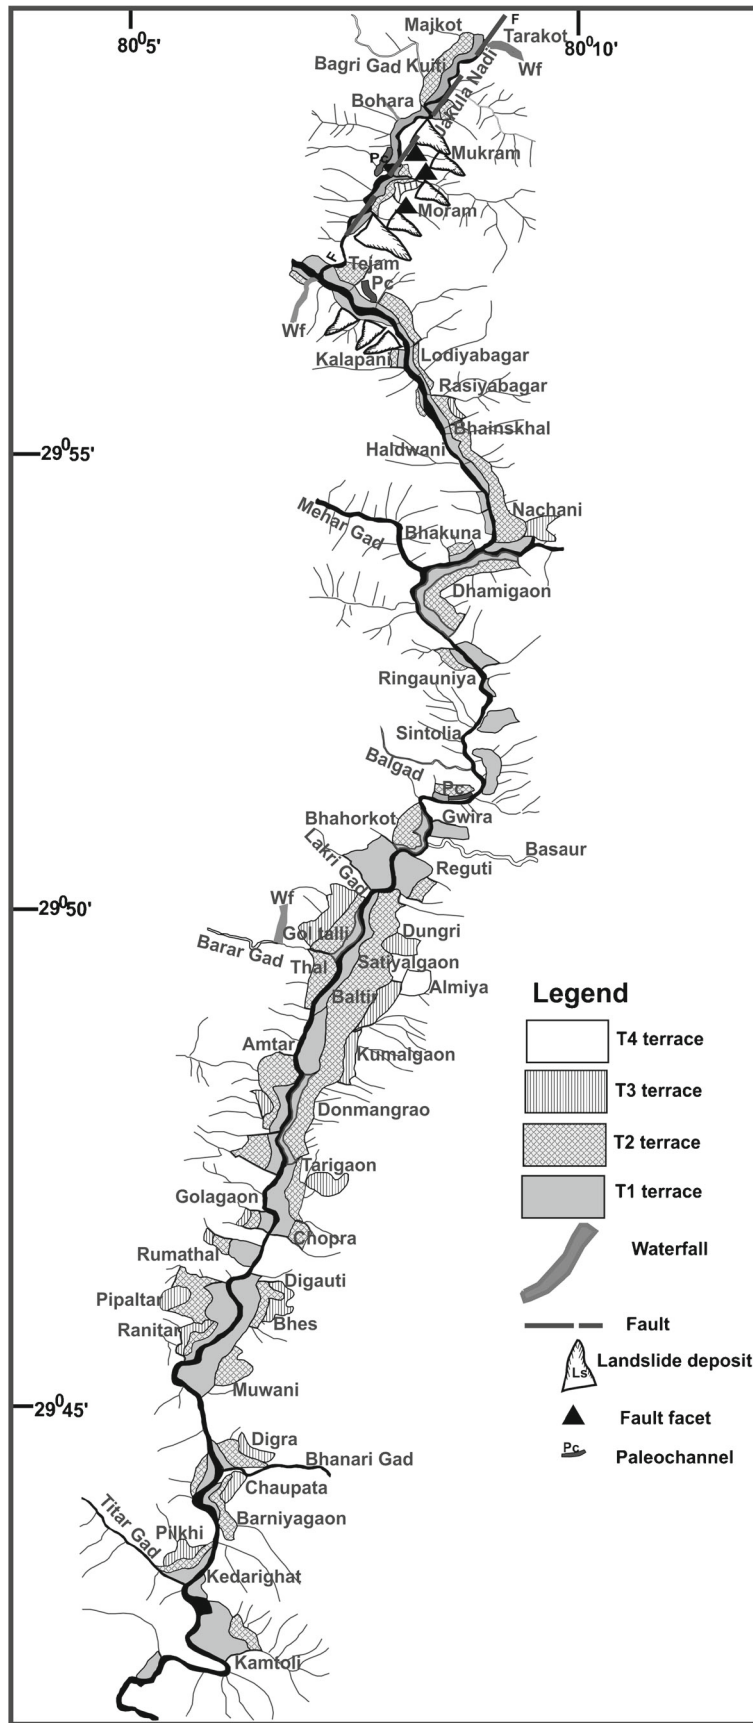 80⁰5'
80⁰10'
Majkot
F
Tarakot
Bagri Gad
Kuiti
Wf
Jakula Nadi
Bohara
Pc
Mukram
Moram
F
Tejam
Pc
Wf
Kalapani
Lodiyabagar
Rasiyabagar
Bhainskhal
Haldwani
29⁰55'
Mehar Gad
Nachani
Bhakuna
Dhamigaon
Ringauniya
Sintolia
Balgad
Pc
Gwira
Bhahorkot
Lakri Gad
Basaur
Reguti
29⁰50'
Wf
Gol talli
Dungri
Barar Gad
Thal
Satiyalgaon
Almiya
Baltir
Amtar
Kumalgaon
Donmangrao
Tarigaon
Golagaon
Chopra
Rumathal
Digauti
Pipaltar
Ranitar
Bhes
Muwani
29⁰45'
Digra
Bhanari Gad
Chaupata
Titar Gad
Pilkhi
Barniyagaon
Kedarighat
Kamtoli
Legend
T4 terrace
T3 terrace
T2 terrace
T1 terrace
Waterfall
Fault
Ls
Landslide deposit
Fault facet
Pc
Paleochannel